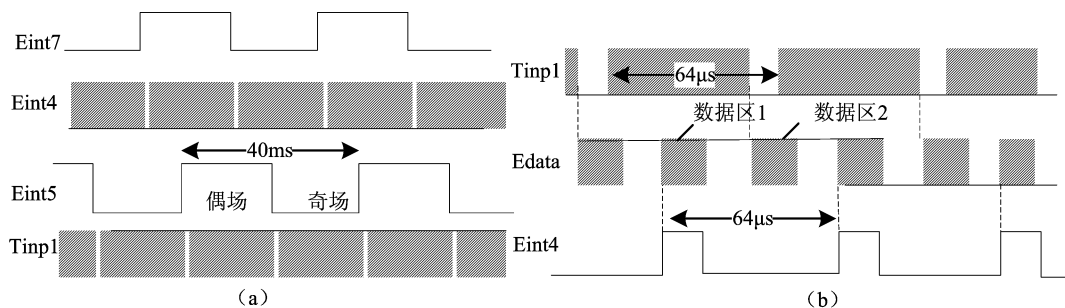 Eint7
Eint4
40ms
Eint5
偶场
奇场
Tinp1
(a)
Tinp1
64μs
数据区1
数据区2
Edata
64μs
Eint4
(b)